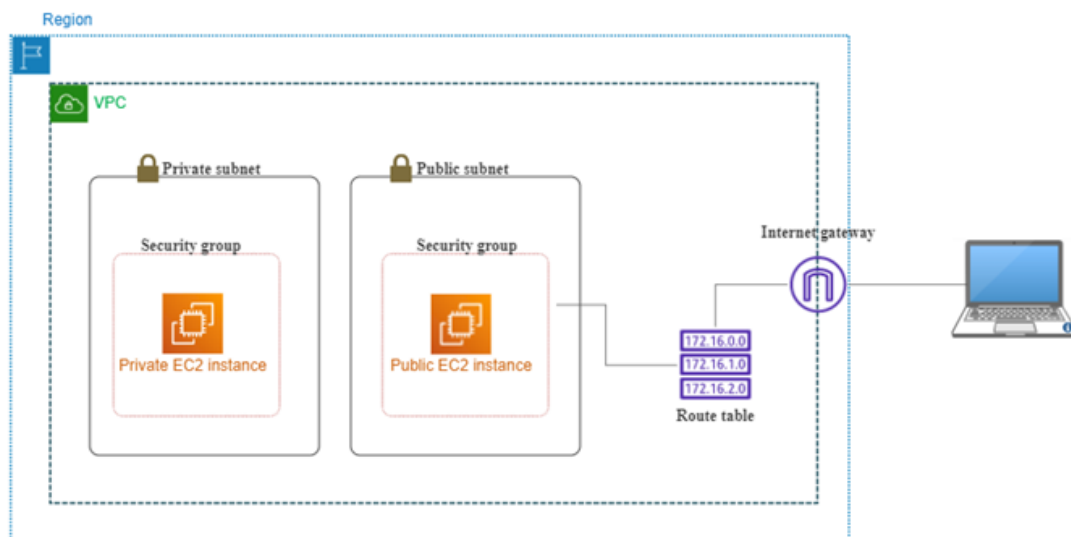 Region
VPC
Private subnet
Public subnet
Security group
Security group
Internet gateway
Private EC2 instance
Public EC2 instance
172.16.0.0
172.16.1.0
172.16.2.0
Route table